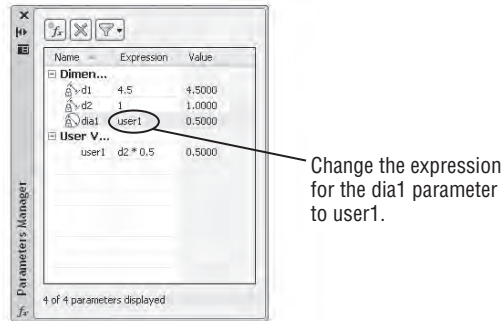 fx
Name Expression Value
Dimen...
d1 4.5 4.5000
d2 1 1.0000
dia1 user1 0.5000
User V...
user1 d2 * 0.5 0.5000
Change the expression
for the dia1 parameter
to user1.
Parameters Manager
4 of 4 parameters displayed
fx